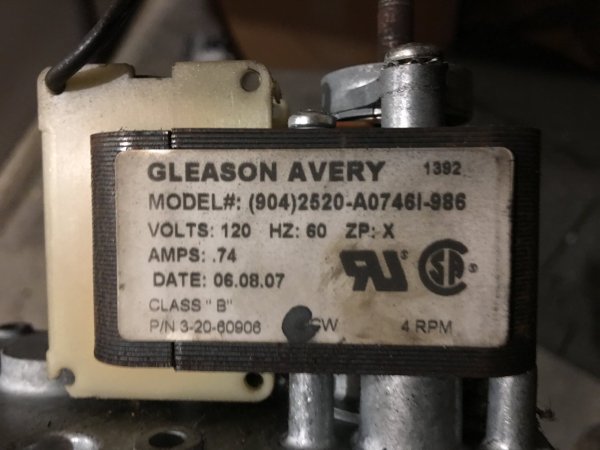 GLEASON AVERY 1392
MODEL#: (904)2520-A0746I-986
VOLTS: 120 HZ: 60 ZP: X
AMPS: .74
DATE: 06.08.07
CLASS " B"
P/N 3-20-60906 CW 4 RPM